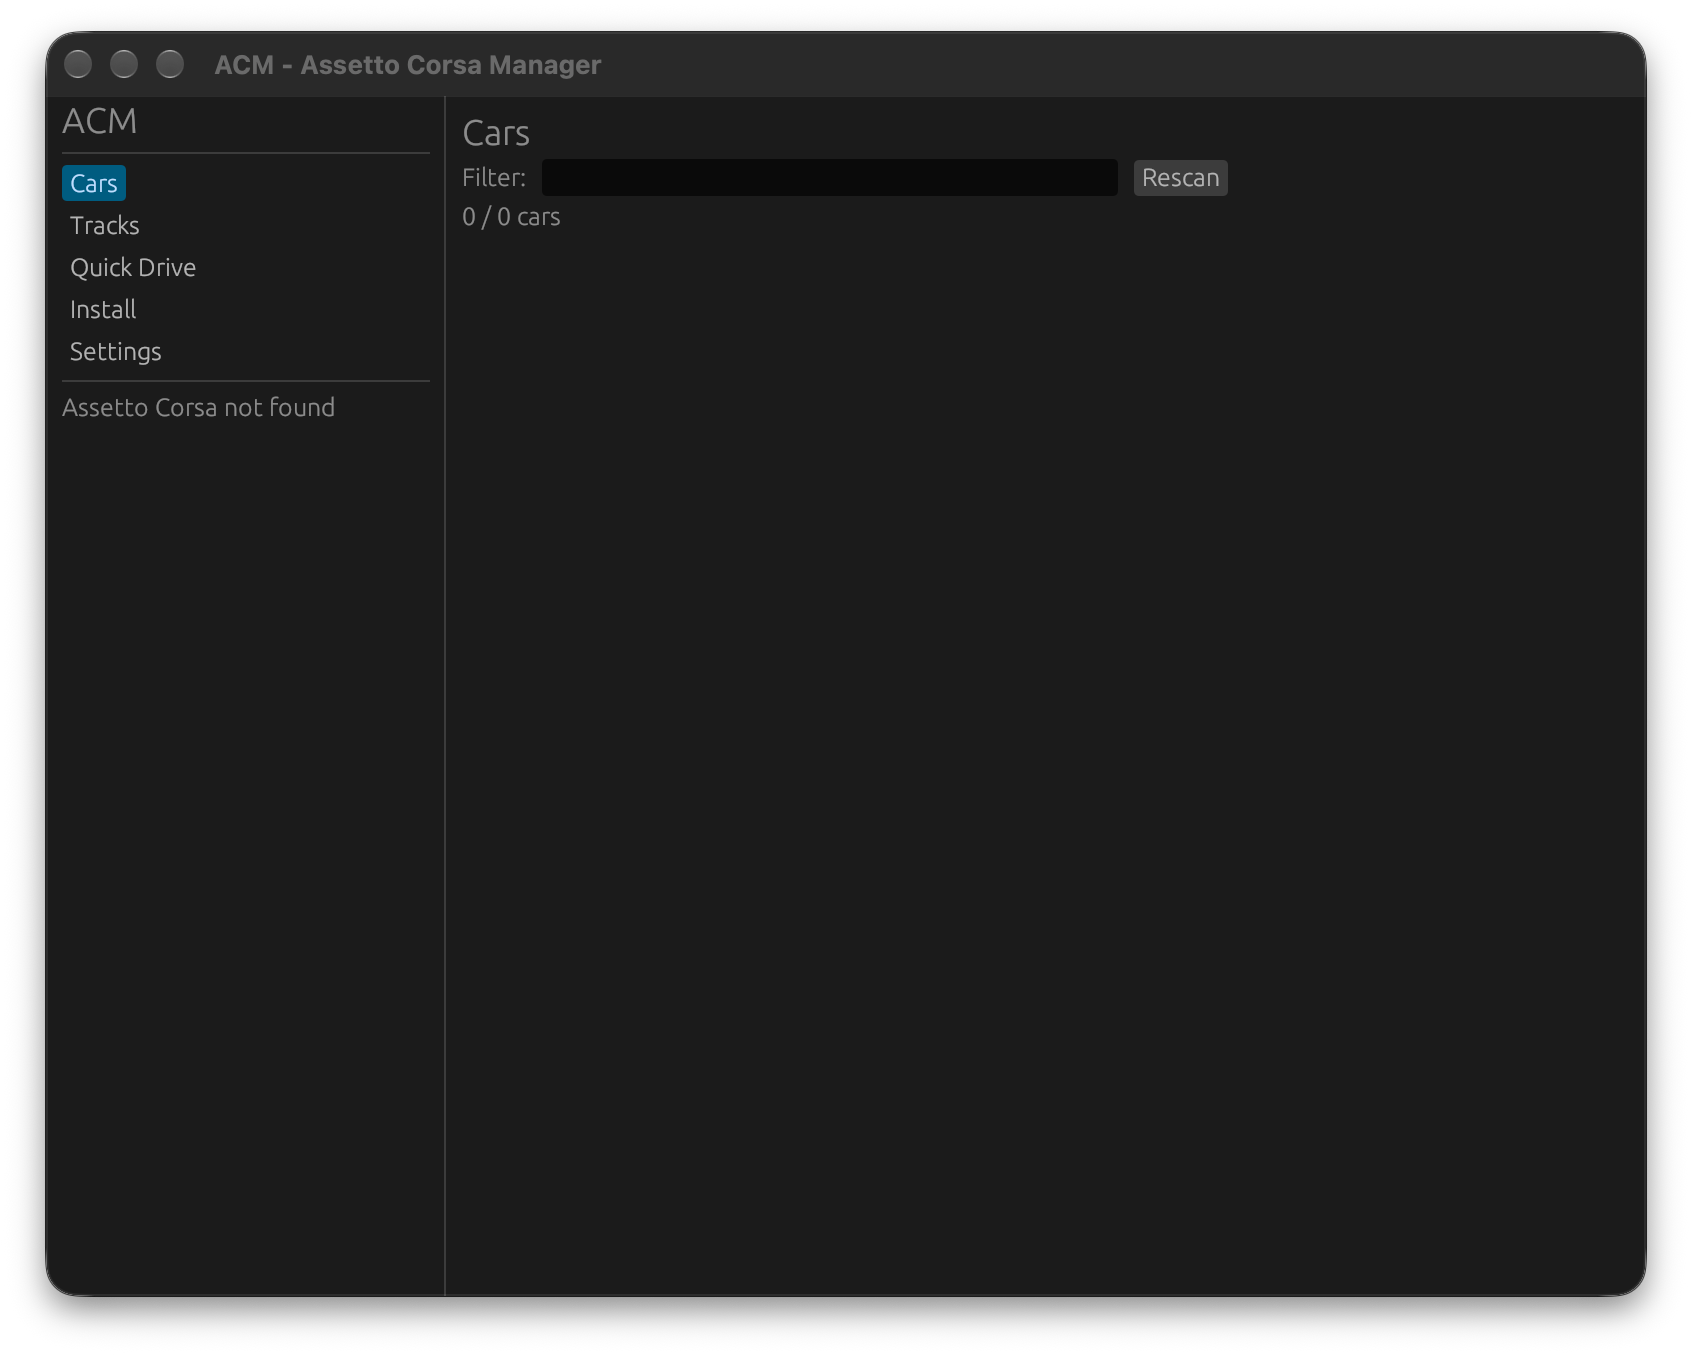 ACM - Assetto Corsa Manager
ACM
Cars
Tracks
Quick Drive
Install
Settings
Assetto Corsa not found
Cars
Filter:
Rescan
0 / 0 cars